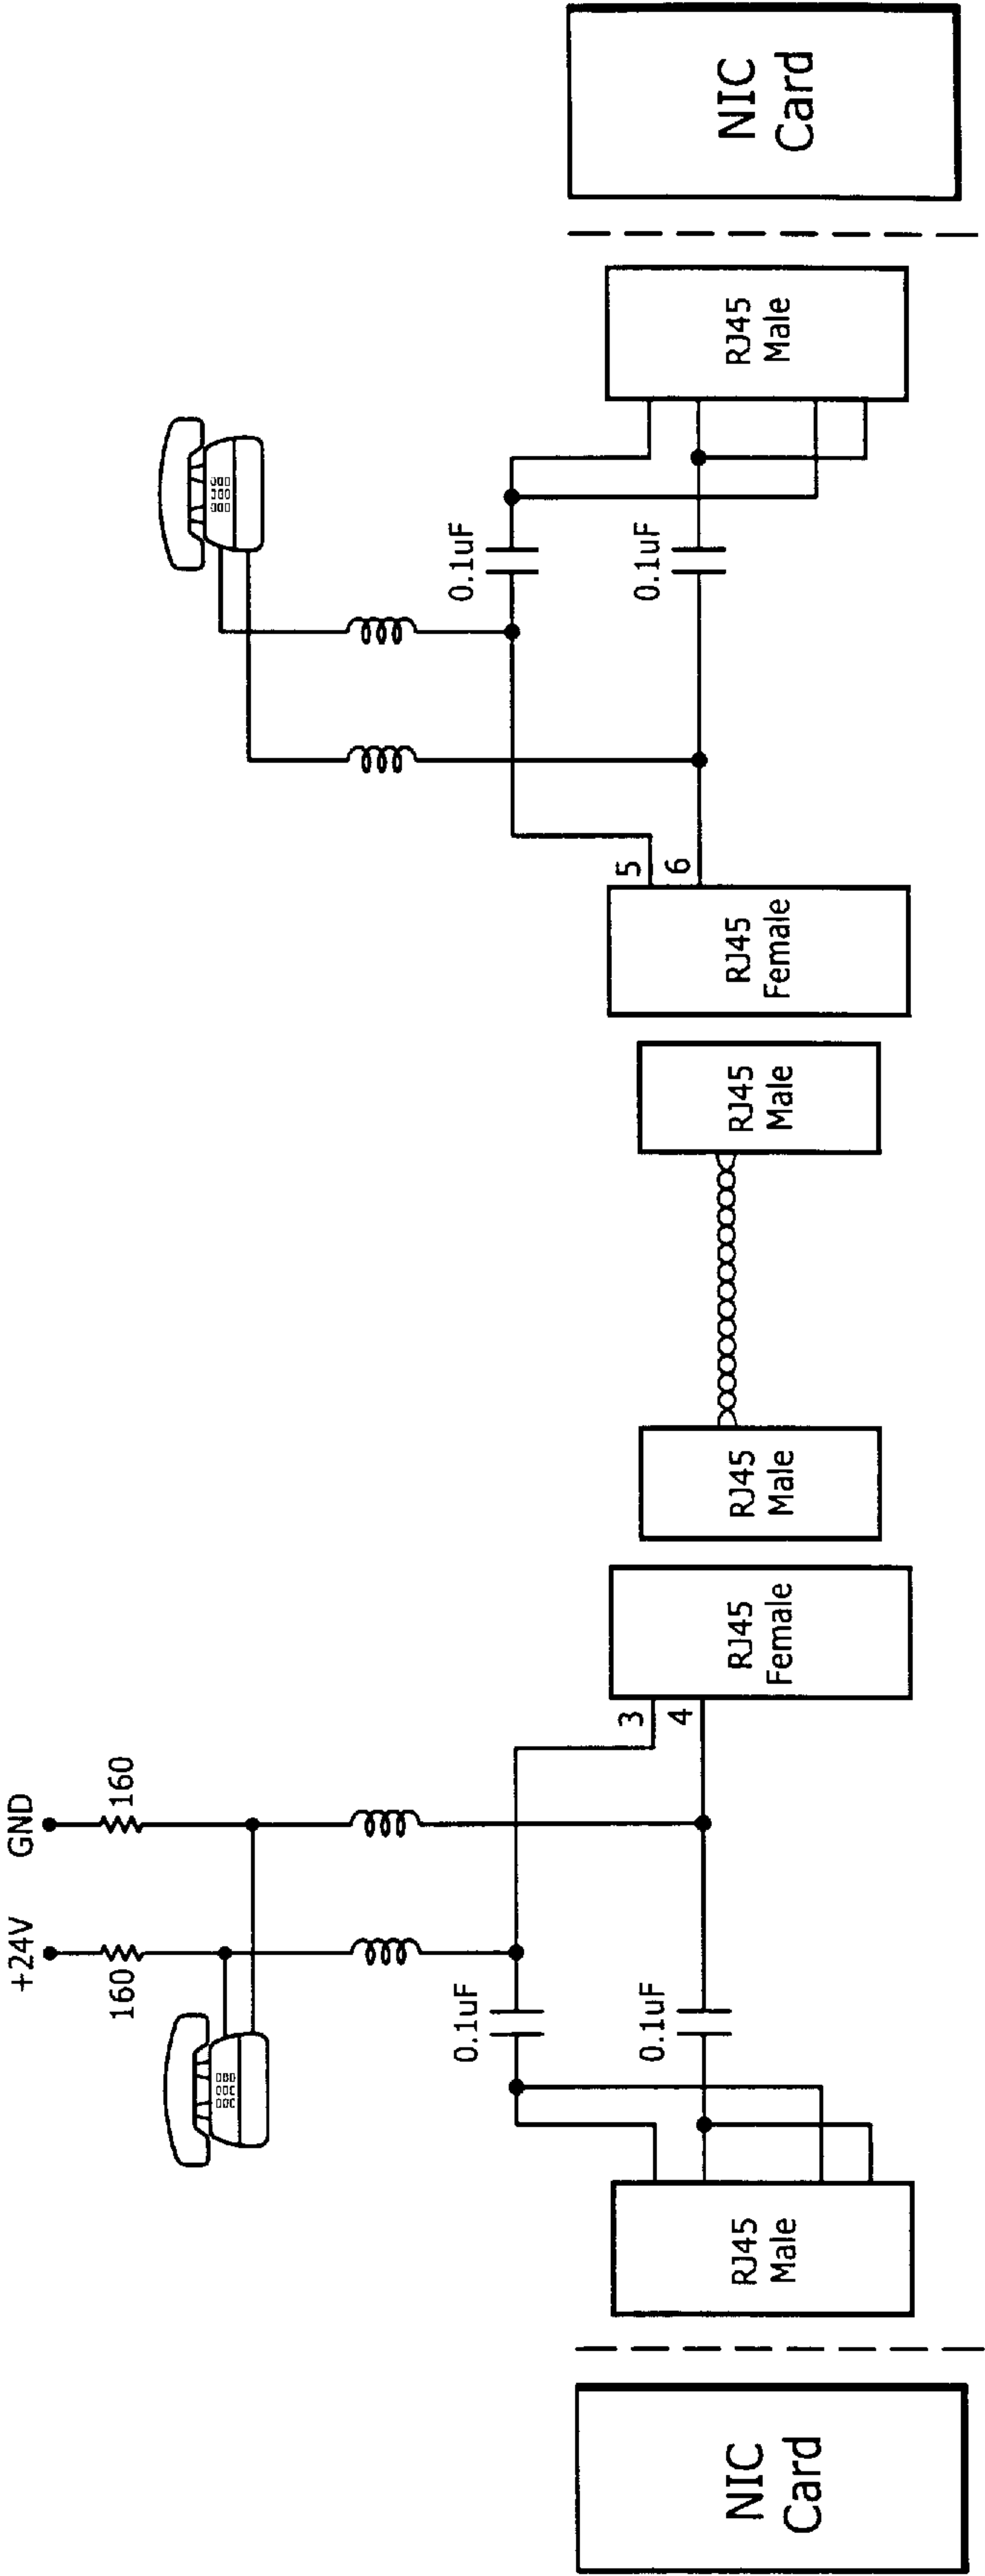 +24V
GND
160
160
0.1uF
0.1uF
3
4
5
6
0.1uF
0.1uF
NIC
Card
RJ45
Male
RJ45
Female
RJ45
Male
RJ45
Male
RJ45
Female
RJ45
Male
NIC
Card